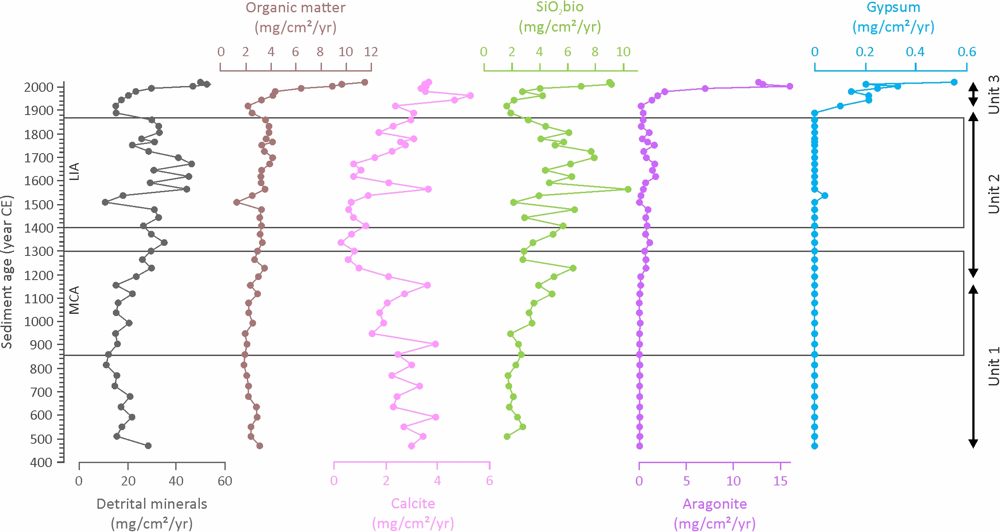 Organic matter
(mg/cm²/yr)
SiO₂bio
(mg/cm²/yr)
Gypsum
(mg/cm²/yr)
0 2 4 6 8 10 12
0 2 4 6 8 10
0 0.2 0.4 0.6
Sediment age (year CE)
2000
1900
1800
1700
1600
1500
1400
1300
1200
1100
1000
900
800
700
600
500
400
LIA
MCA
Unit 3
Unit 2
Unit 1
0 20 40 60
0 2 4 6
0 5 10 15
Detrital minerals
(mg/cm²/yr)
Calcite
(mg/cm²/yr)
Aragonite
(mg/cm²/yr)